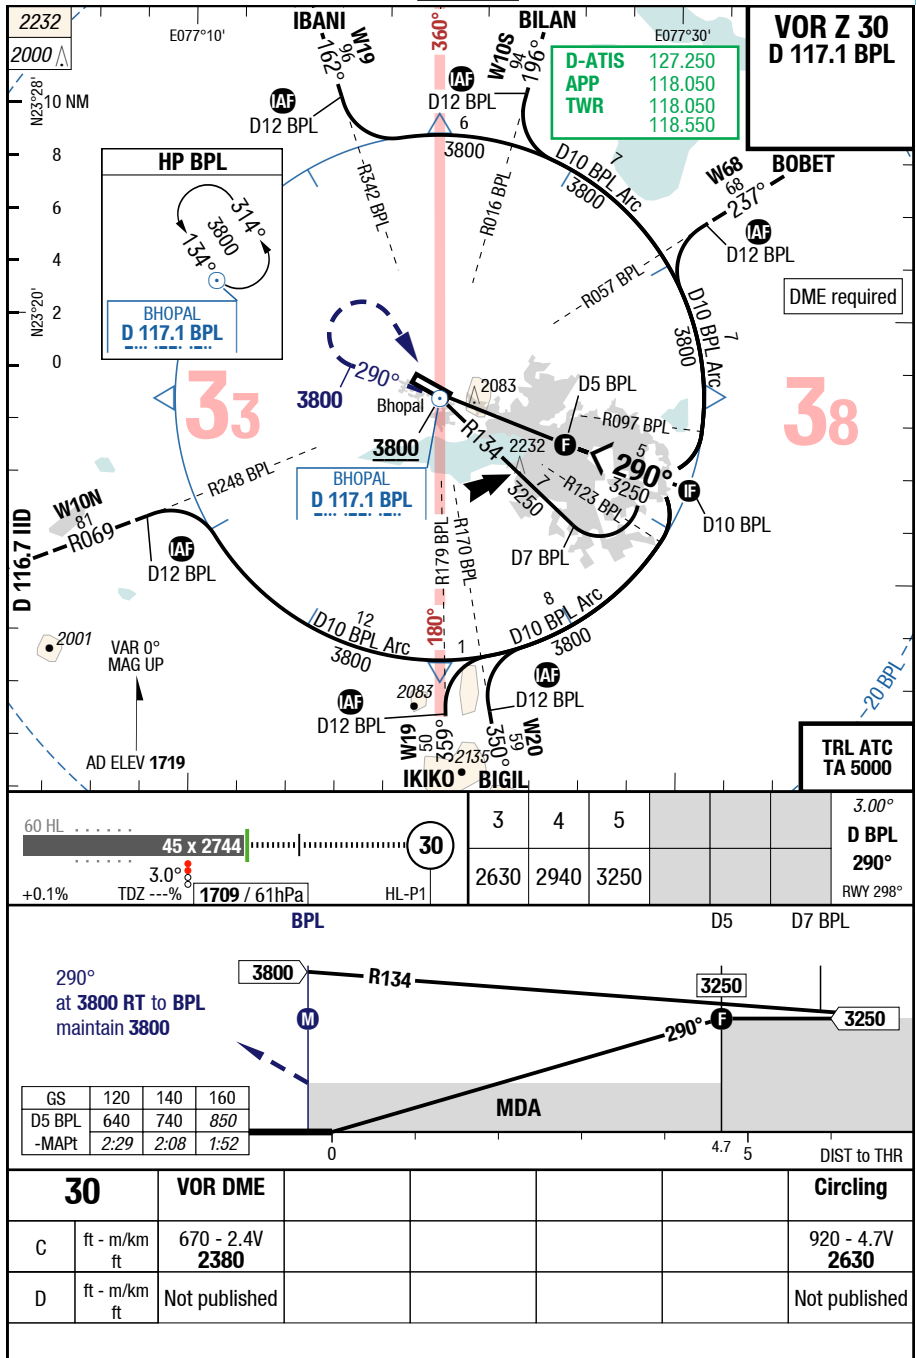 2232
2000
E077°10'
IBANI
W19
96
162°
360°
BILAN
W10S
94
196°
E077°30'
VOR Z 30
D 117.1 BPL
D-ATIS 127.250
APP 118.050
TWR 118.050
118.550
N23°28'
10 NM
8
6
4
2
0
N23°20'
IAF
D12 BPL
IAF
D12 BPL
6
3800
D10 BPL Arc
7
3800
W68
68
237°
BOBET
IAF
D12 BPL
HP BPL
314°
3800
134°
BHOPAL
D 117.1 BPL
R342 BPL
R016 BPL
R057 BPL
DME required
D10 BPL Arc
7
3800
33
38
290°
3800
Bhopal
2083
D5 BPL
F
R097 BPL
3800
R134
2232
5
290°
3250
IF
D10 BPL
BHOPAL
D 117.1 BPL
7
3250
R123 BPL
D7 BPL
R248 BPL
W10N
81
R069
D 116.7 IID
IAF
D12 BPL
R179 BPL
R170 BPL
12
D10 BPL Arc
3800
180°
1
8
D10 BPL Arc
3800
2001
VAR 0°
MAG UP
AD ELEV 1719
2083
IAF
D12 BPL
IAF
D12 BPL
W19
50
359°
IKIKO
2135
W20
59
350°
BIGIL
20 BPL
TRL ATC
TA 5000
60 HL
45 x 2744
30
3.0°
+0.1%
TDZ ---%
1709 / 61hPa
HL-P1
3 4 5
2630 2940 3250
3.00°
D BPL
290°
RWY 298°
BPL
D5
D7 BPL
290°
at 3800 RT to BPL
maintain 3800
3800
R134
3250
M
290°
F
3250
MDA
GS 120 140 160
D5 BPL 640 740 850
-MAPt 2:29 2:08 1:52
0
4.7
5
DIST to THR
30 VOR DME Circling
C ft - m/km 670 - 2.4V 920 - 4.7V
ft 2380 2630
D ft - m/km Not published Not published
ft